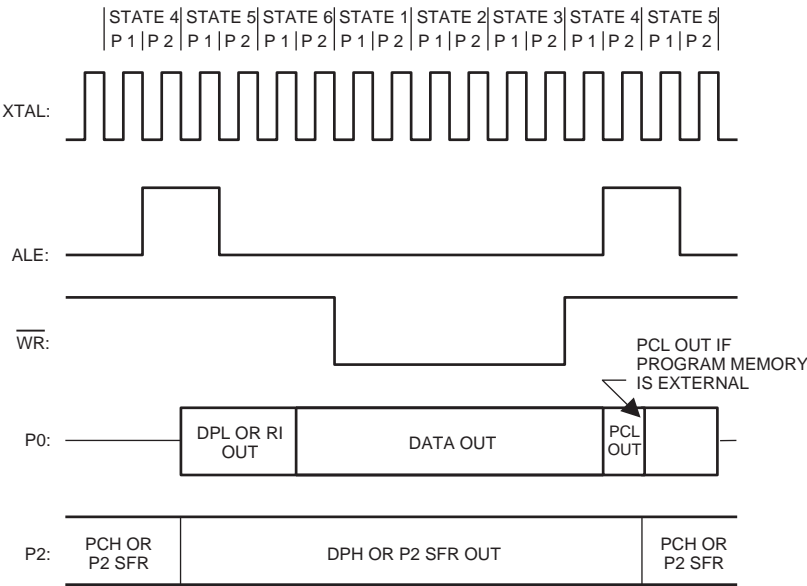 STATE 4 STATE 5 STATE 6 STATE 1 STATE 2 STATE 3 STATE 4 STATE 5
P 1 P 2 P 1 P 2 P 1 P 2 P 1 P 2 P 1 P 2 P 1 P 2 P 1 P 2 P 1 P 2
XTAL:
ALE:
WR:
PCL OUT IF
PROGRAM MEMORY
IS EXTERNAL
P0:
DPL OR RI
OUT
DATA OUT
PCL
OUT
P2:
PCH OR
P2 SFR
DPH OR P2 SFR OUT
PCH OR
P2 SFR